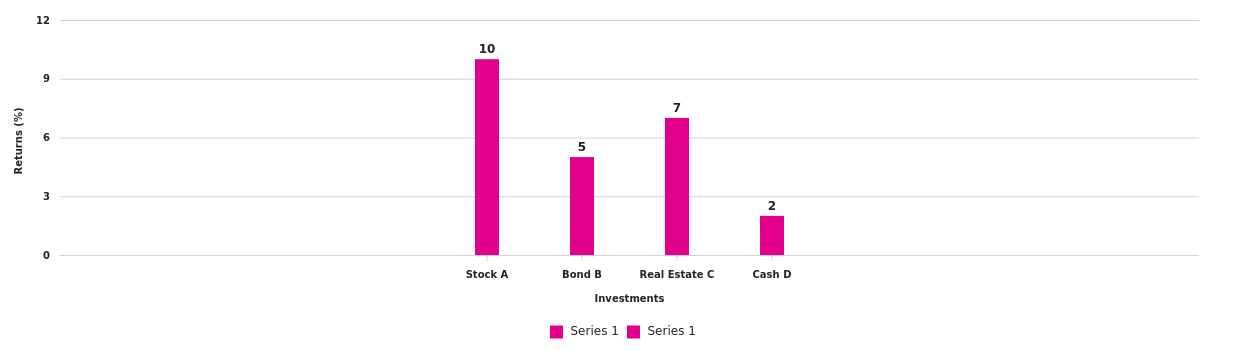 12
10
9
7
Returns (%)
6
5
3
2
0
Stock A Bond B Real Estate C Cash D
Investments
Series 1 Series 1